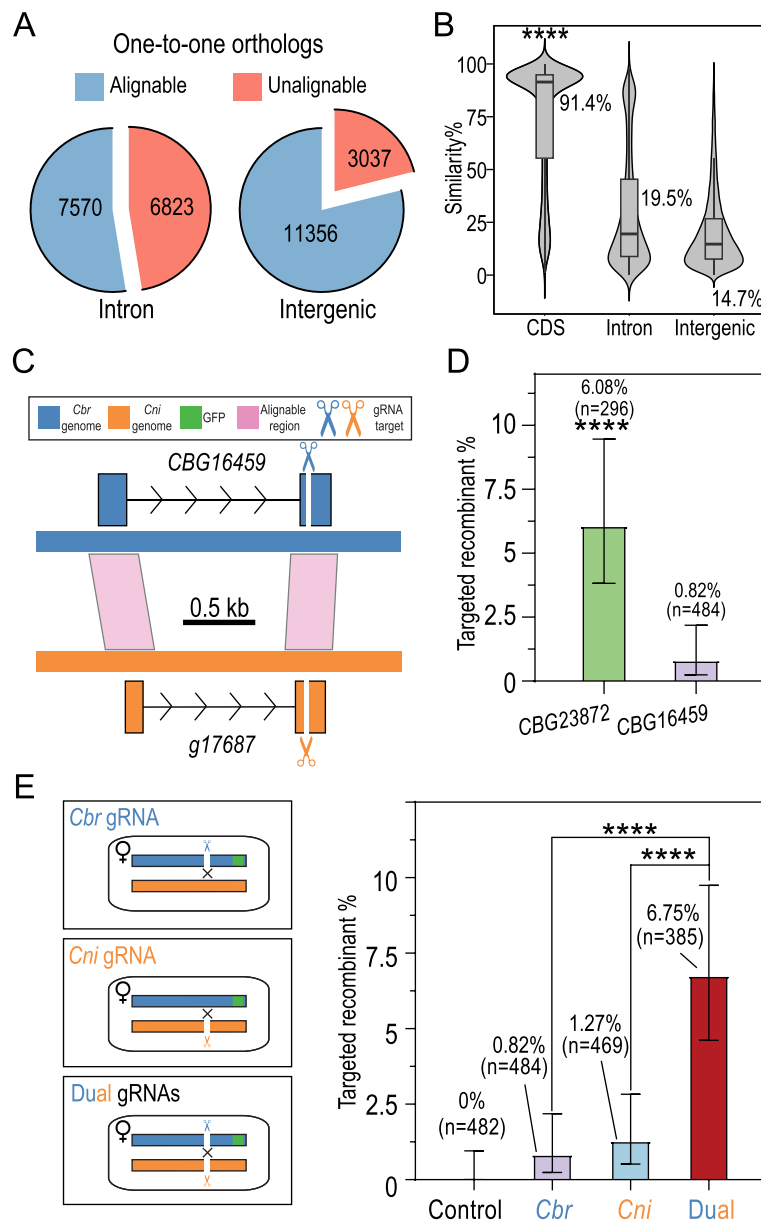 A
One-to-one orthologs
Alignable
Unalignable
7570
6823
3037
11356
Intron
Intergenic
B
****
Similarity%
100
75
50
25
0
91.4%
19.5%
14.7%
CDS
Intron
Intergenic
C
Cbr genome
Cni genome
GFP
Alignable region
gRNA target
CBG16459
0.5 kb
g17687
D
Targeted recombinant %
10
7.5
5
2.5
0
6.08%
(n=296)
****
0.82%
(n=484)
CBG23872
CBG16459
E
Cbr gRNA
♀
Cni gRNA
♀
Dual gRNAs
♀
Targeted recombinant %
10
7.5
5
2.5
0
****
****
0%
(n=482)
0.82%
(n=484)
1.27%
(n=469)
6.75%
(n=385)
Control
Cbr
Cni
Dual